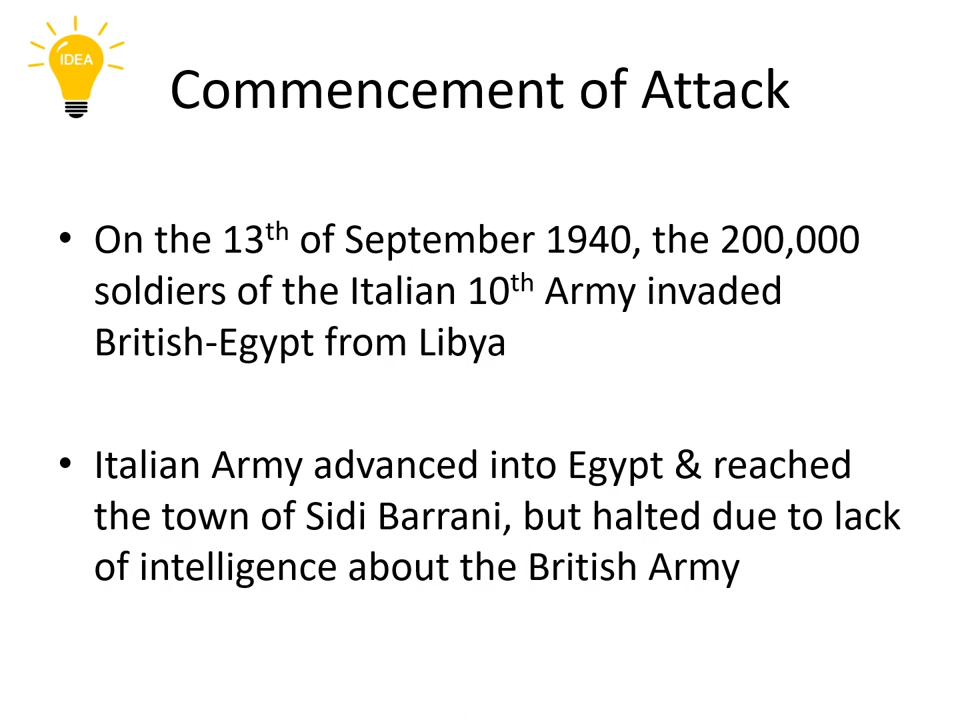 IDEA
Commencement of Attack
• On the 13th of September 1940, the 200,000
soldiers of the Italian 10th Army invaded
British-Egypt from Libya
• Italian Army advanced into Egypt & reached
the town of Sidi Barrani, but halted due to lack
of intelligence about the British Army